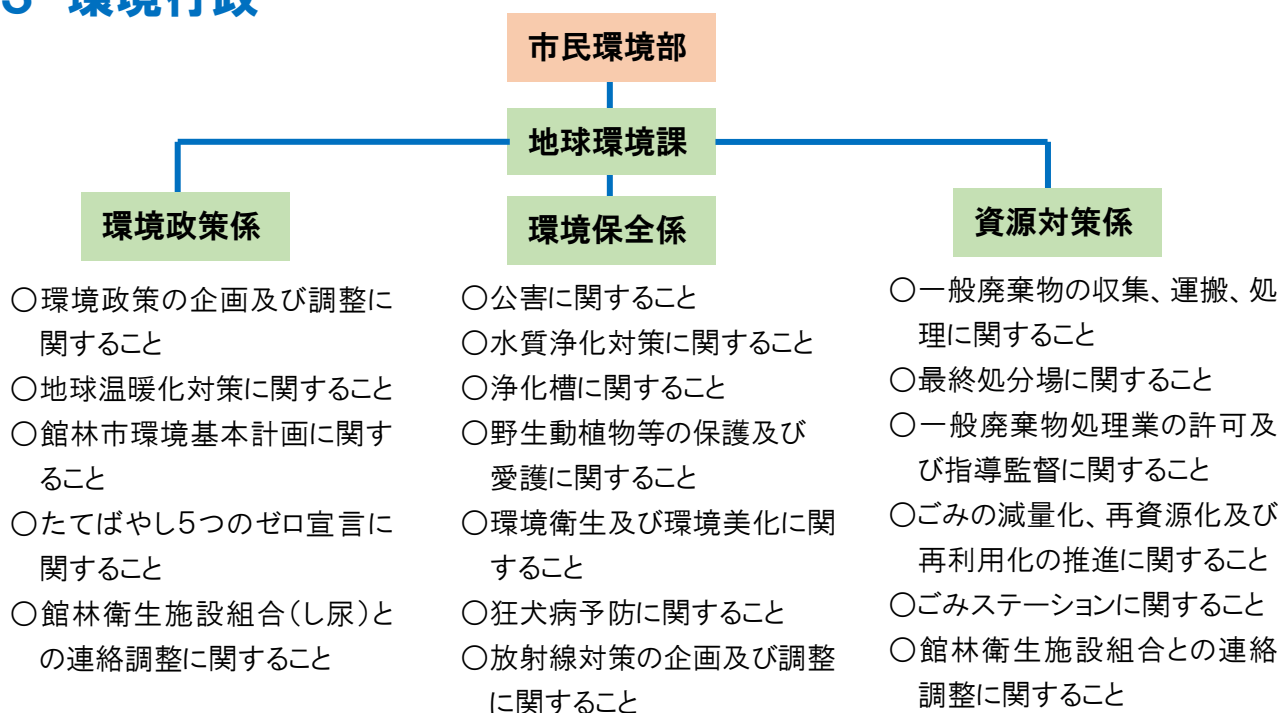 3 環境行政
市民環境部
地球環境課
環境政策係
○環境政策の企画及び調整に
関すること
○地球温暖化対策に関すること
○館林市環境基本計画に関す
ること
○たてばやし5つのゼロ宣言に
関すること
○館林衛生施設組合(し尿)と
の連絡調整に関すること
環境保全係
○公害に関すること
○水質浄化対策に関すること
○浄化槽に関すること
○野生動植物等の保護及び
愛護に関すること
○環境衛生及び環境美化に関
すること
○狂犬病予防に関すること
○放射線対策の企画及び調整
に関すること
資源対策係
○一般廃棄物の収集、運搬、処
理に関すること
○最終処分場に関すること
○一般廃棄物処理業の許可及
び指導監督に関すること
○ごみの減量化、再資源化及び
再利用化の推進に関すること
○ごみステーションに関すること
○館林衛生施設組合との連絡
調整に関すること